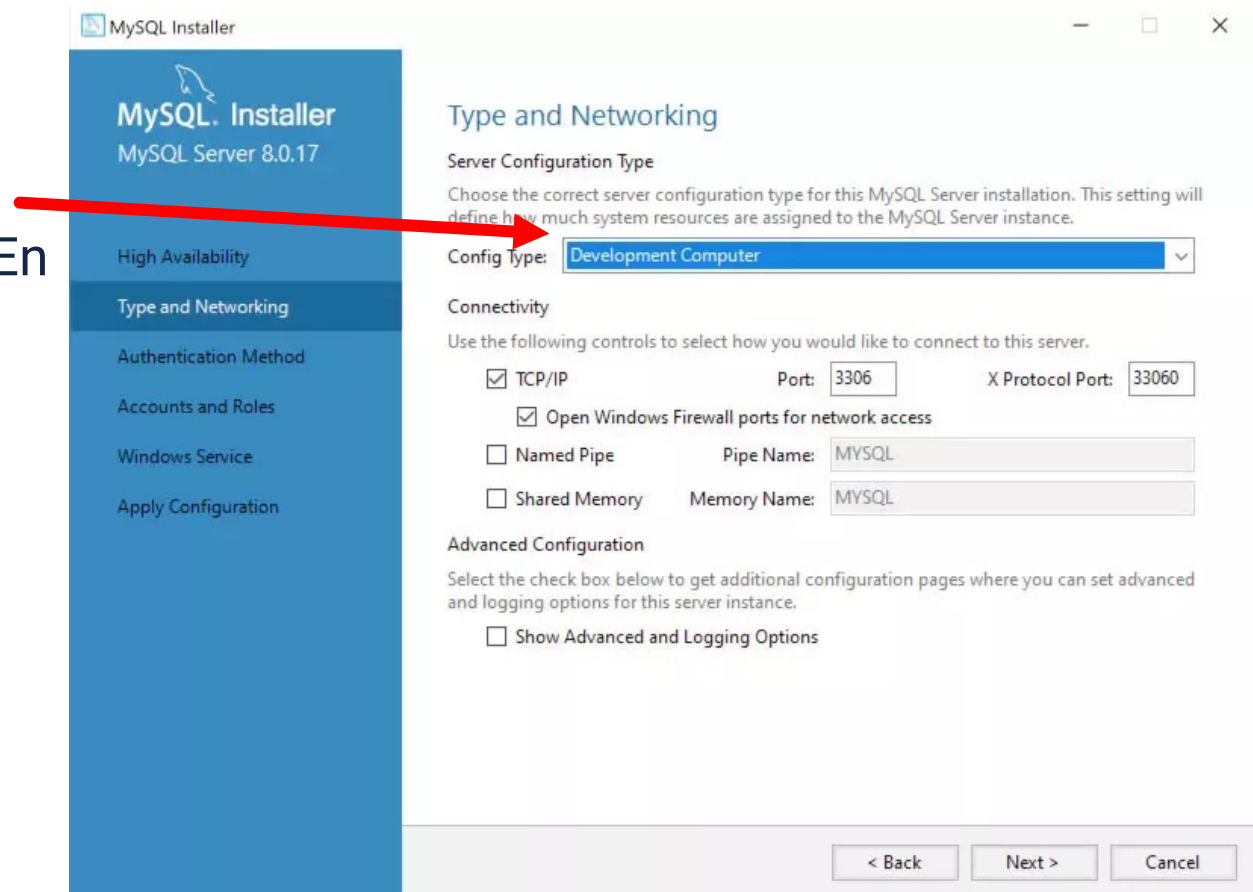 MySQL Installer
MySQL. Installer
MySQL Server 8.0.17
En
High Availability
Type and Networking
Authentication Method
Accounts and Roles
Windows Service
Apply Configuration
Type and Networking
Server Configuration Type
Choose the correct server configuration type for this MySQL Server installation. This setting will
define how much system resources are assigned to the MySQL Server instance.
Config Type: Development Computer
Connectivity
Use the following controls to select how you would like to connect to this server.
TCP/IP Port: 3306 X Protocol Port: 33060
Open Windows Firewall ports for network access
Named Pipe Pipe Name: MYSQL
Shared Memory Memory Name: MYSQL
Advanced Configuration
Select the check box below to get additional configuration pages where you can set advanced
and logging options for this server instance.
Show Advanced and Logging Options
< Back Next > Cancel